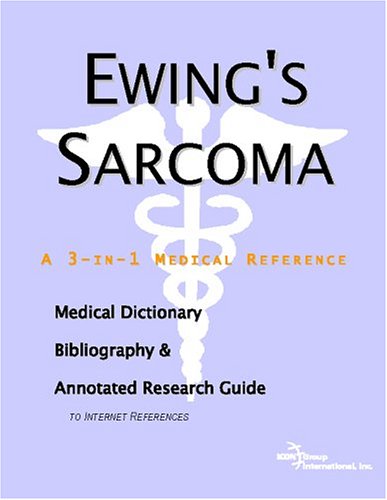 EWING'S
SARCOMA
A 3-IN-1 MEDICAL REFERENCE
Medical Dictionary
Bibliography &
Annotated Research Guide
TO INTERNET REFERENCES
ICON Group
International, Inc.